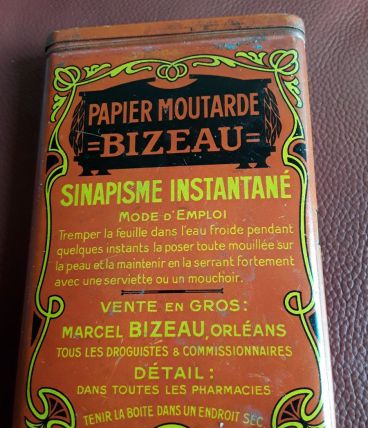 PAPIER MOUTARDE
=BIZEAU=
SINAPISME INSTANTANÉ
MODE D'EMPLOI
Tremper la feuille dans l'eau froide pendant
quelques instants la poser toute mouillée sur
la peau et la maintenir en la serrant fortement
avec une serviette ou un mouchoir.
VENTE EN GROS:
MARCEL BIZEAU, ORLÉANS
TOUS LES DROGUISTES & COMMISSIONNAIRES
DÉTAIL:
DANS TOUTES LES PHARMACIES
TENIR LA BOITE DANS UN ENDROIT SEC